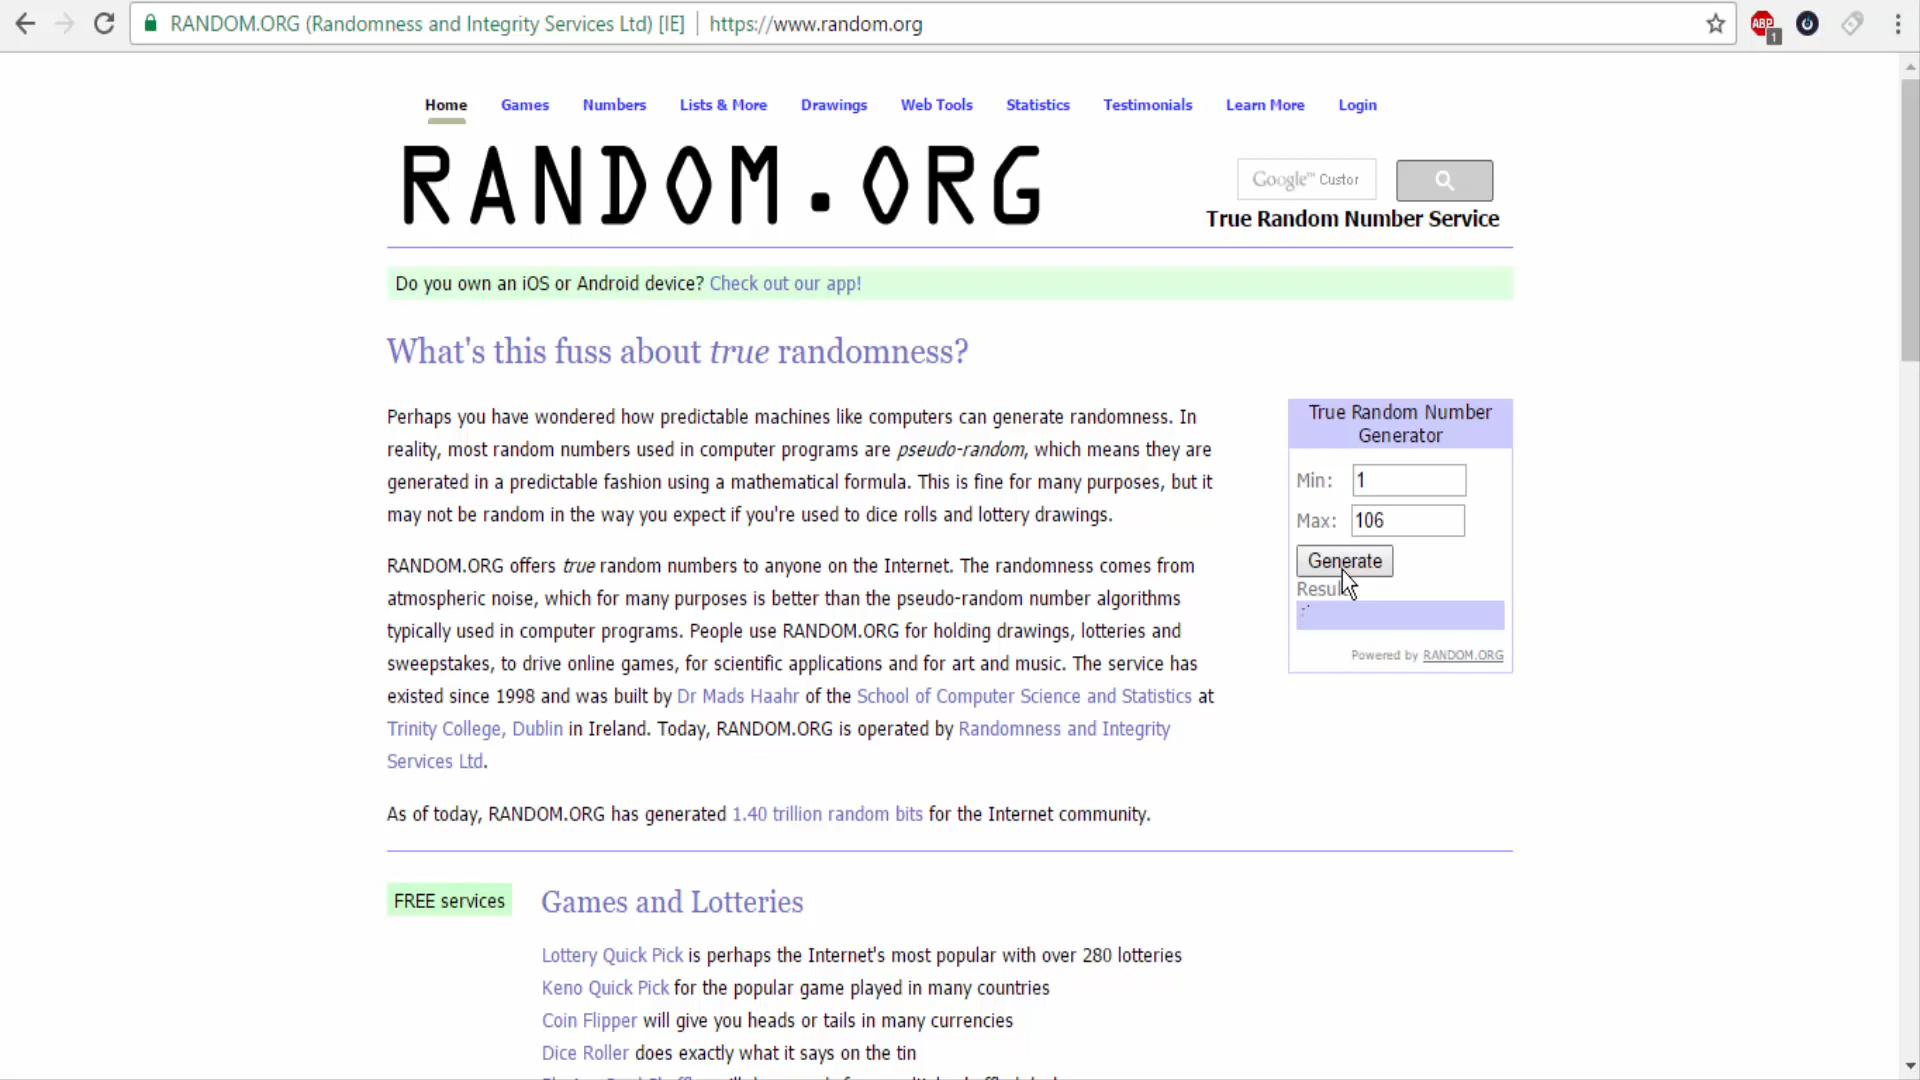 RANDOM.ORG (Randomness and Integrity Services Ltd) [IE] | https://www.random.org
ABP
1
Home Games Numbers Lists & More Drawings Web Tools Statistics Testimonials Learn More Login
RANDOM.ORG
Google™ Custor
True Random Number Service
Do you own an iOS or Android device? Check out our app!
What's this fuss about true randomness?
Perhaps you have wondered how predictable machines like computers can generate randomness. In
reality, most random numbers used in computer programs are pseudo-random, which means they are
generated in a predictable fashion using a mathematical formula. This is fine for many purposes, but it
may not be random in the way you expect if you're used to dice rolls and lottery drawings.
RANDOM.ORG offers true random numbers to anyone on the Internet. The randomness comes from
atmospheric noise, which for many purposes is better than the pseudo-random number algorithms
typically used in computer programs. People use RANDOM.ORG for holding drawings, lotteries and
sweepstakes, to drive online games, for scientific applications and for art and music. The service has
existed since 1998 and was built by Dr Mads Haahr of the School of Computer Science and Statistics at
Trinity College, Dublin in Ireland. Today, RANDOM.ORG is operated by Randomness and Integrity
Services Ltd.
As of today, RANDOM.ORG has generated 1.40 trillion random bits for the Internet community.
True Random Number
Generator
Min: 1
Max: 106
Generate
Powered by RANDOM.ORG
FREE services
Games and Lotteries
Lottery Quick Pick is perhaps the Internet's most popular with over 280 lotteries
Keno Quick Pick for the popular game played in many countries
Coin Flipper will give you heads or tails in many currencies
Dice Roller does exactly what it says on the tin